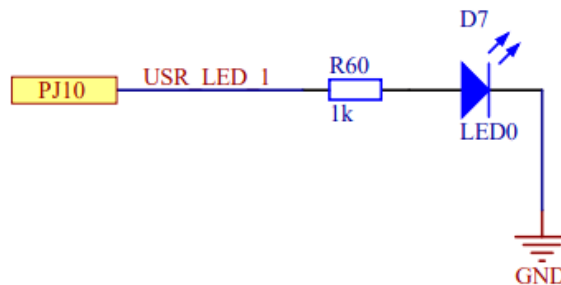 D7
PJ10
USR_LED_1
R60
1k
LED0
GND